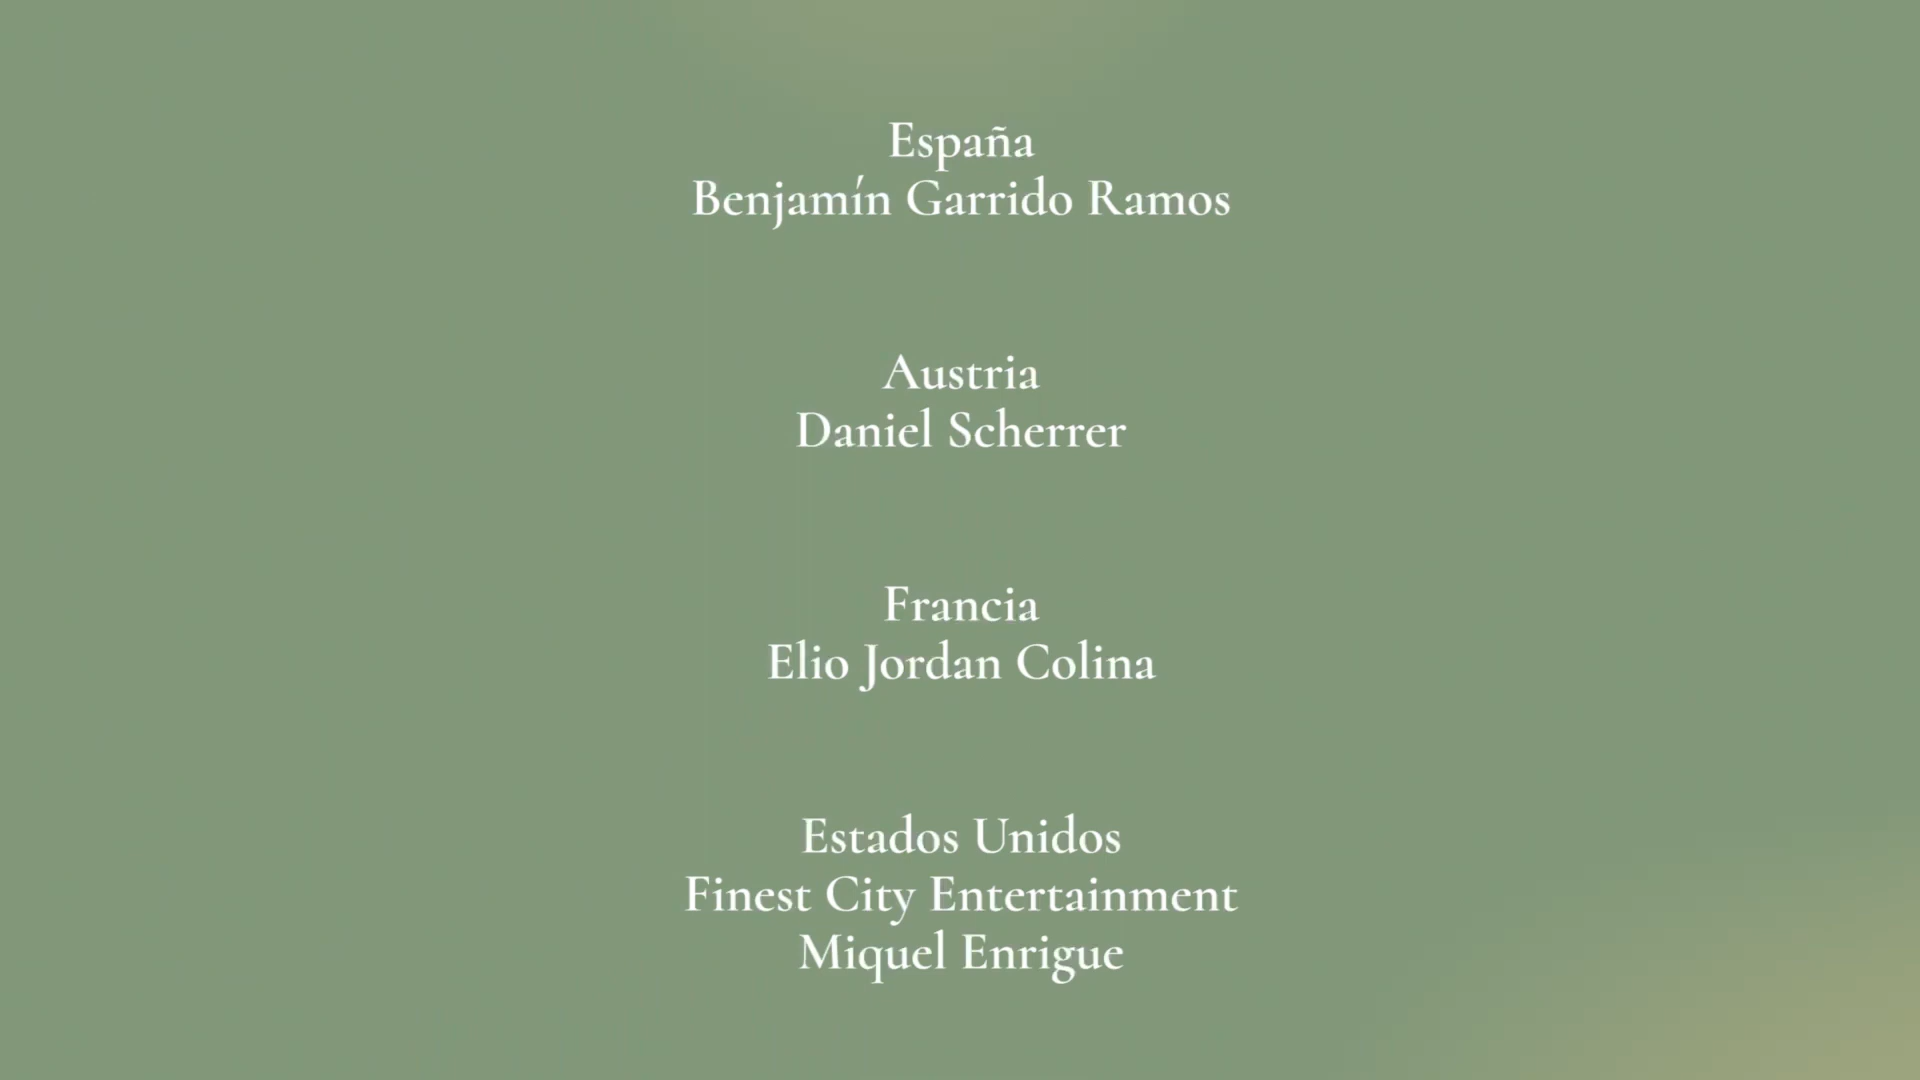 España
Benjamín Garrido Ramos
Austria
Daniel Scherrer
Francia
Elio Jordan Colina
Estados Unidos
Finest City Entertainment
Miquel Enrigue